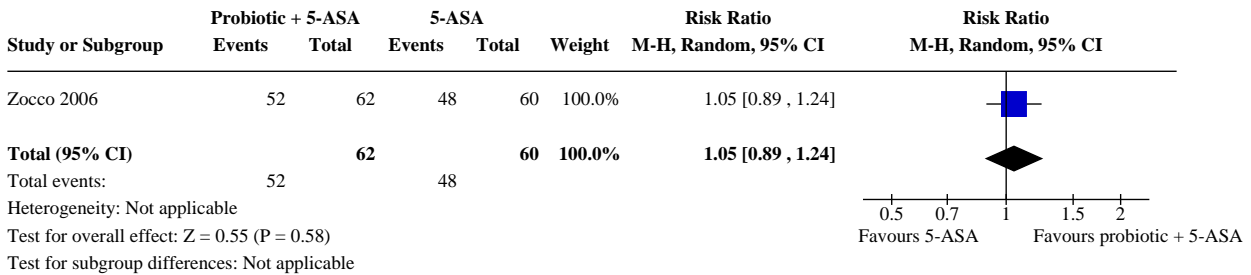 Probiotic + 5-ASA 5-ASA Risk Ratio Risk Ratio
Study or Subgroup Events Total Events Total Weight M-H, Random, 95% CI M-H, Random, 95% CI
Zocco 2006 52 62 48 60 100.0% 1.05 [0.89 , 1.24]
Total (95% CI) 62 60 100.0% 1.05 [0.89 , 1.24]
Total events: 52 48
Heterogeneity: Not applicable
0.5 0.7 1 1.5 2
Test for overall effect: Z = 0.55 (P = 0.58)
Favours 5-ASA Favours probiotic + 5-ASA
Test for subgroup differences: Not applicable